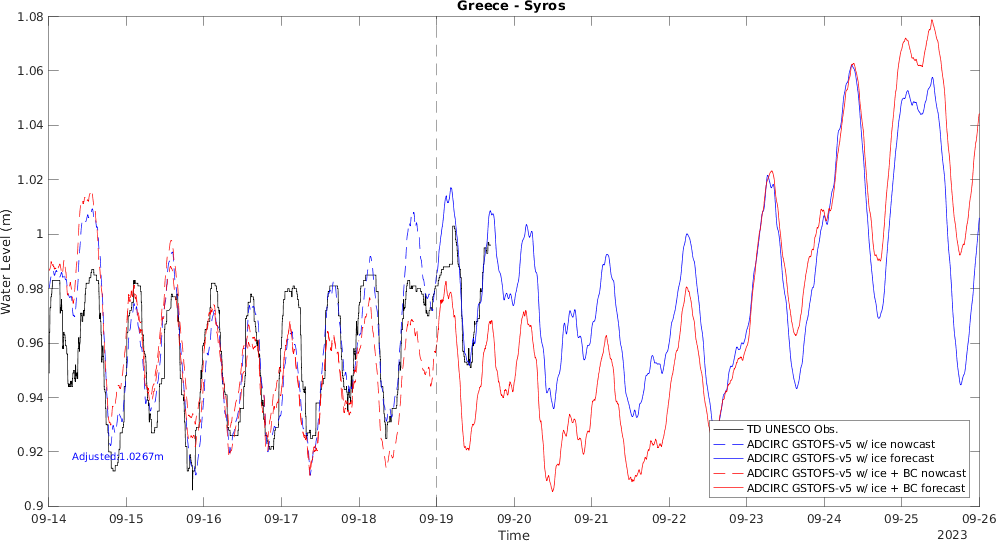 Greece - Syros
1.08
1.06
1.04
1.02
1
0.98
0.96
0.94
0.92
0.9
Water Level (m)
Adjusted:1.0267m
TD UNESCO Obs.
ADCIRC GSTOFS-v5 w/ ice nowcast
ADCIRC GSTOFS-v5 w/ ice forecast
ADCIRC GSTOFS-v5 w/ ice + BC nowcast
ADCIRC GSTOFS-v5 w/ ice + BC forecast
09-14 09-15 09-16 09-17 09-18 09-19 09-20 09-21 09-22 09-23 09-24 09-25 09-26
Time
2023